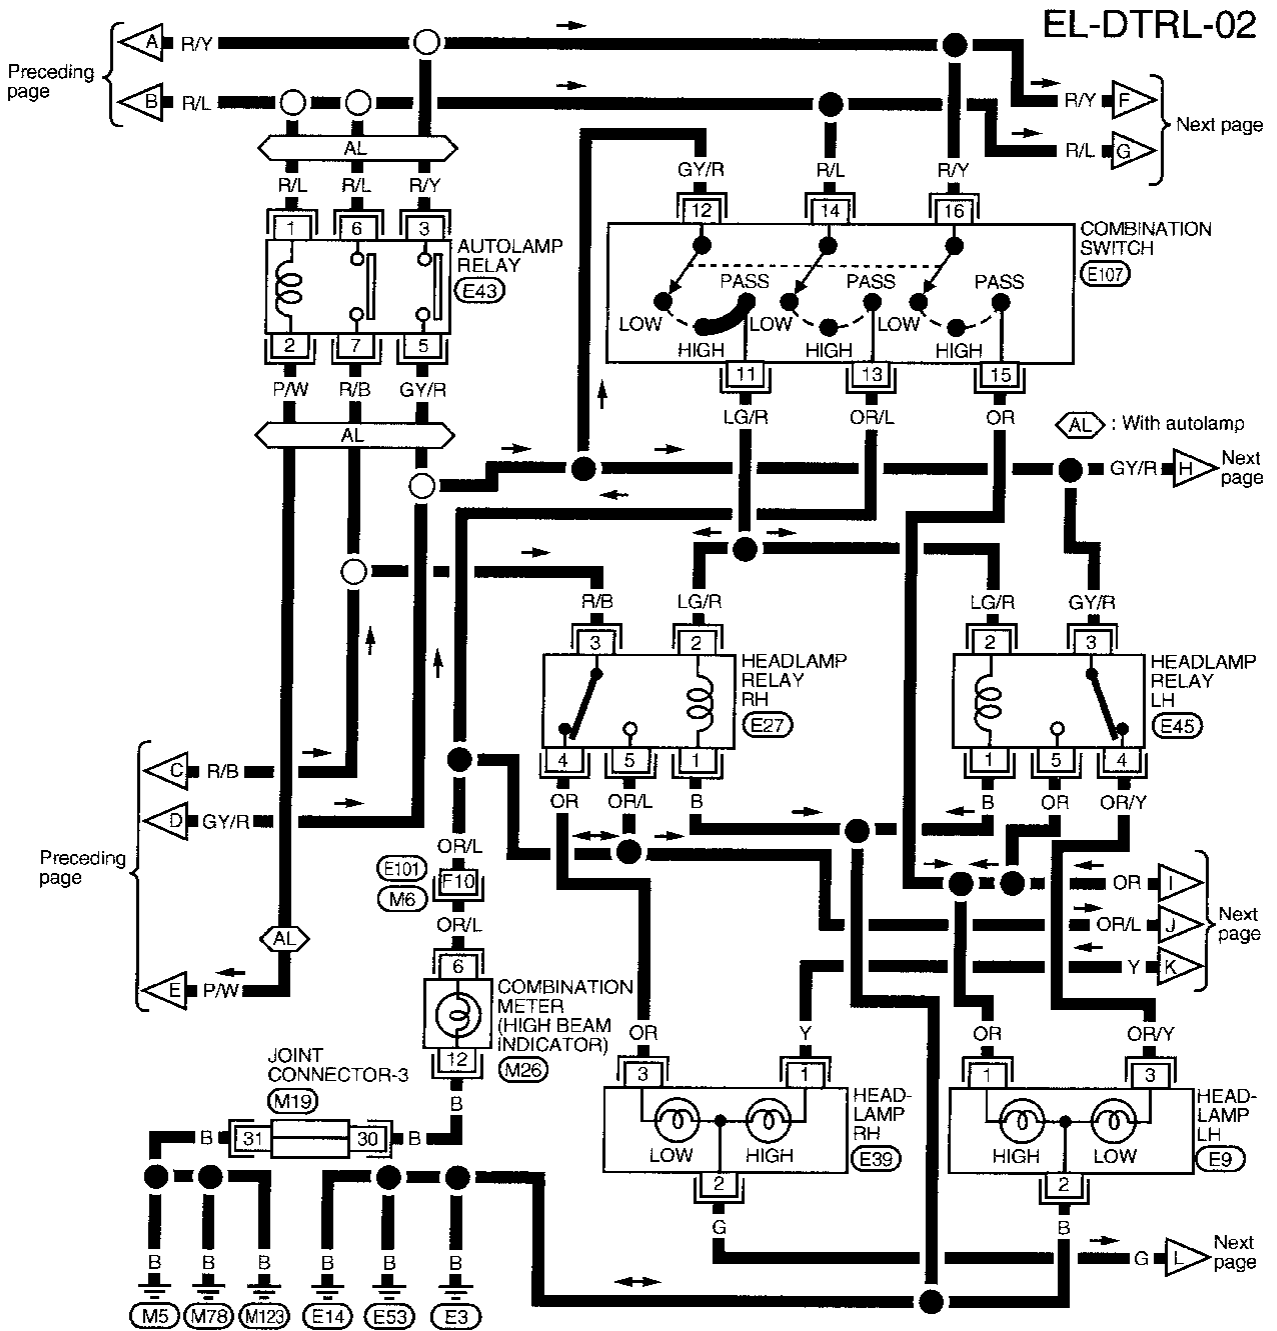 EL-DTRL-02
Preceding
page
A R/Y
B R/L
R/Y F
R/L G
Next page
AL
R/L R/L R/Y
1 6 3
AUTOLAMP
RELAY
E43
2 7 5
P/W R/B GY/R
AL
GY/R R/L R/Y
12 14 16
COMBINATION
SWITCH
E107
PASS PASS PASS
LOW LOW LOW
HIGH HIGH HIGH
11 13 15
LG/R OR/L OR
AL : With autolamp
GY/R H
Next
page
R/B LG/R
3 2
HEADLAMP
RELAY
RH
E27
4 5 1
OR OR/L B
LG/R GY/R
2 3
HEADLAMP
RELAY
LH
E45
1 5 4
B OR OR/Y
C R/B
D GY/R
Preceding
page
AL
E P/W
OR/L
E101
M6
F10
OR/L
6
COMBINATION
METER
(HIGH BEAM
INDICATOR)
M26
12
B
OR I
OR/L J
Y K
Next
page
JOINT
CONNECTOR-3
M19
B 31 30 B
OR Y
3 1
HEAD-
LAMP
RH
E39
LOW HIGH
2
G
OR OR/Y
1 3
HEAD-
LAMP
LH
E9
HIGH LOW
2
B
G L
Next
page
B B B B B B
M5 M78 M123 E14 E53 E3